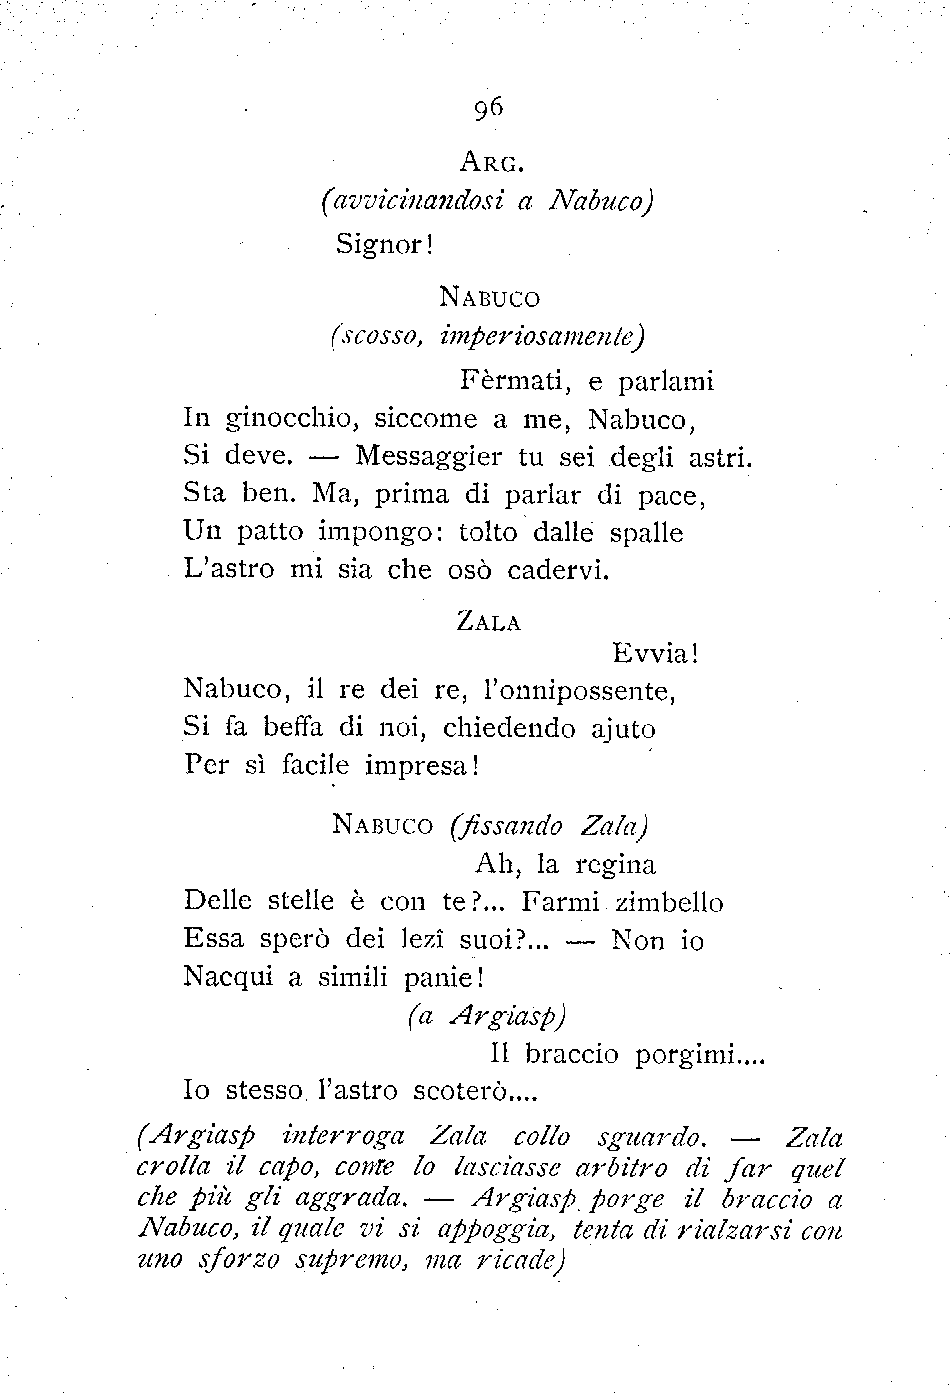 96
ARG.
(avvicinandosi a Nabuco)
Signor!
NABUCO
(scosso, imperiosamente)
Fèrmati, e parlami
In ginocchio, siccome a me, Nabuco,
Si deve. — Messaggier tu sei degli astri.
Sta ben. Ma, prima di parlar di pace,
Un patto impongo: tolto dalle spalle
L'astro mi sia che osò cadervi.
ZALA
Evvia!
Nabuco, il re dei re, l'onnipossente,
Si fa beffa di noi, chiedendo ajuto
Per sì facile impresa!
NABUCO (fissando Zala)
Ah, la regina
Delle stelle è con te?... Farmi zimbello
Essa sperò dei lezî suoi?... — Non io
Nacqui a simili panie!
(a Argiasp)
Il braccio porgimi....
Io stesso l'astro scoterò....
(Argiasp interroga Zala collo sguardo. — Zala
crolla il capo, come lo lasciasse arbitro di far quel
che più gli aggrada. — Argiasp porge il braccio a
Nabuco, il quale vi si appoggia, tenta di rialzarsi con
uno sforzo supremo, ma ricade)